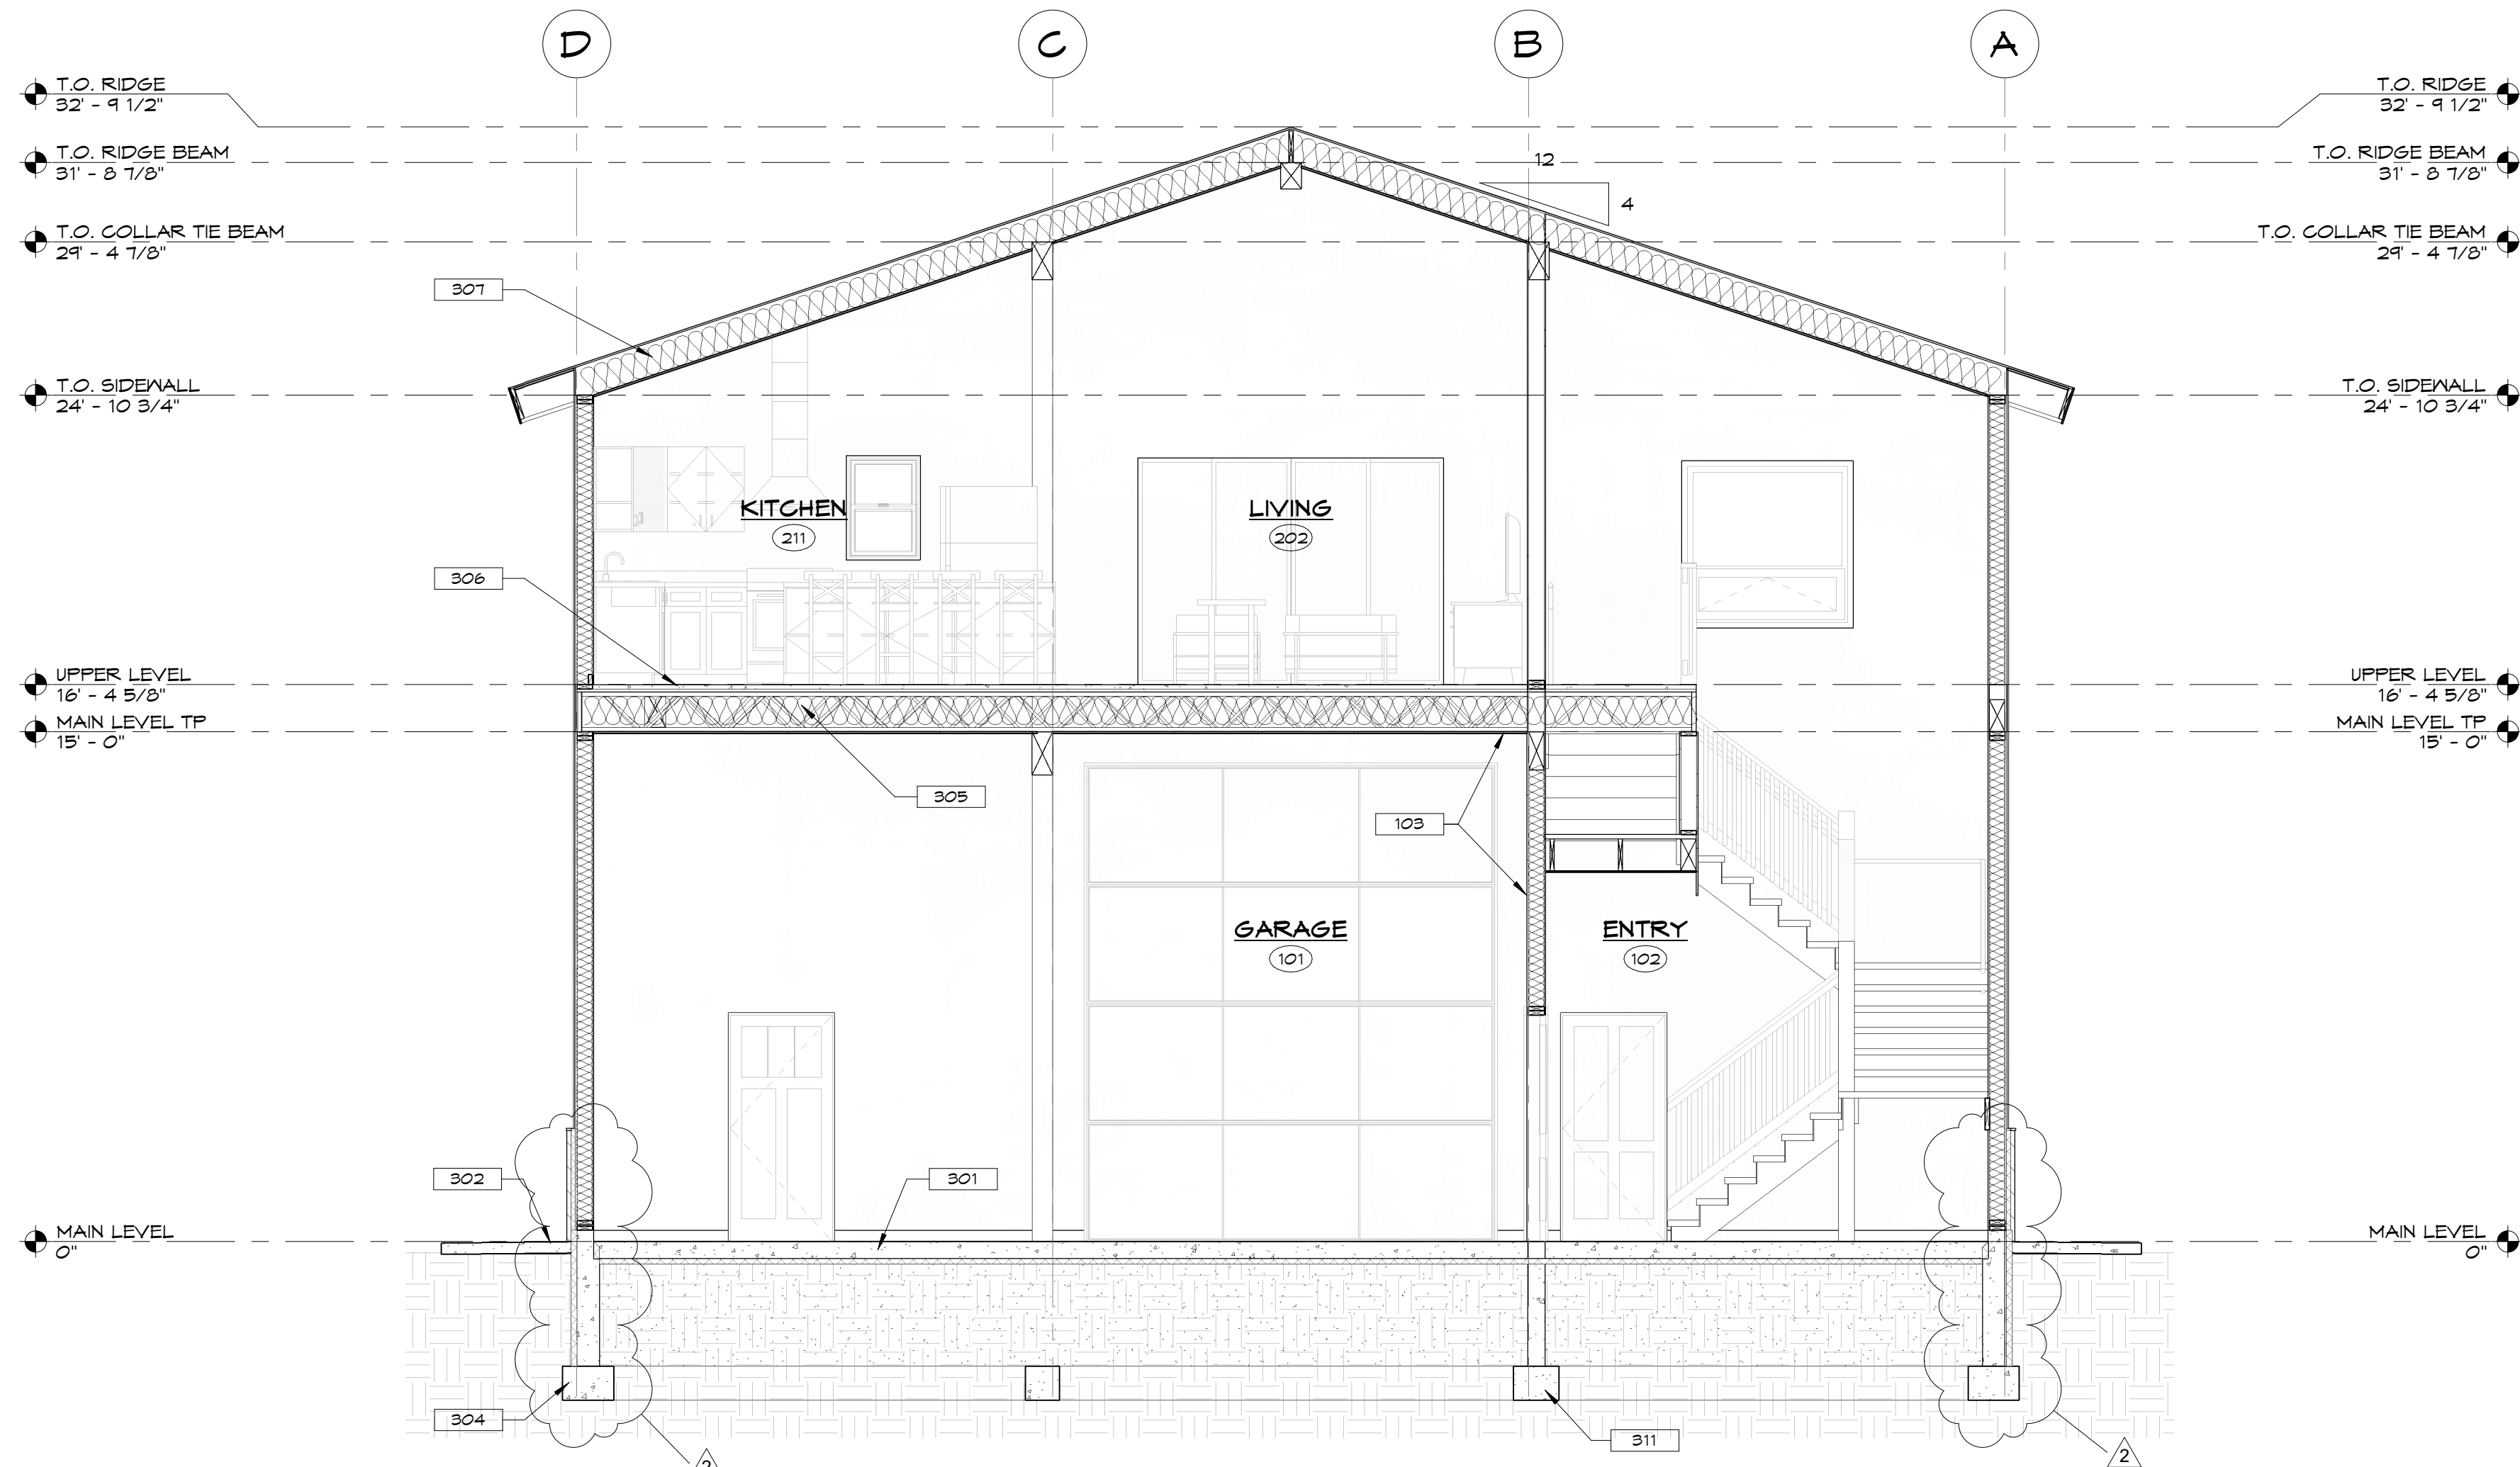 D
C
B
A
T.O. RIDGE
32' - 9 1/2"
T.O. RIDGE
32' - 9 1/2"
T.O. RIDGE BEAM
31' - 8 7/8"
12
T.O. RIDGE BEAM
31' - 8 7/8"
4
T.O. COLLAR TIE BEAM
29' - 4 7/8"
T.O. COLLAR TIE BEAM
29' - 4 7/8"
307
T.O. SIDEWALL
24' - 10 3/4"
T.O. SIDEWALL
24' - 10 3/4"
KITCHEN
211
LIVING
202
306
UPPER LEVEL
16' - 4 5/8"
UPPER LEVEL
16' - 4 5/8"
MAIN LEVEL TP
15' - 0"
MAIN LEVEL TP
15' - 0"
305
103
GARAGE
101
ENTRY
102
302
301
MAIN LEVEL
0"
MAIN LEVEL
0"
304
311
2
2